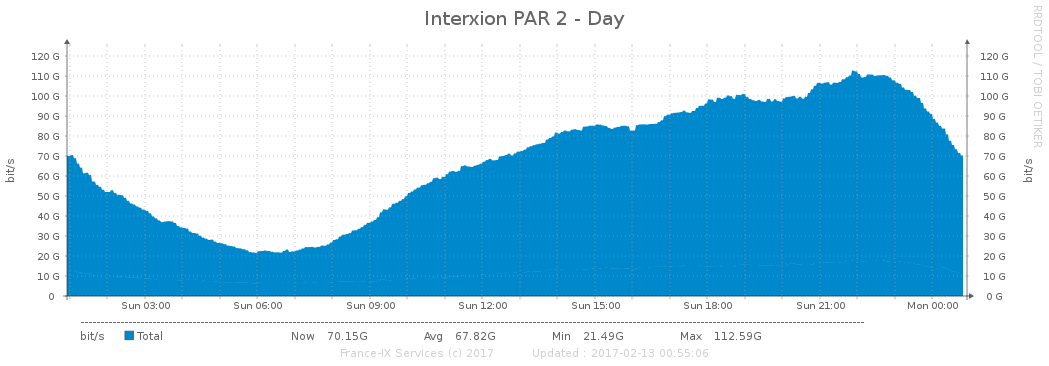 Interxion PAR 2 - Day
RRDTOOL / TOBI OETIKER
bit/s
120 G
110 G
100 G
90 G
80 G
70 G
60 G
50 G
40 G
30 G
20 G
10 G
0
120 G
110 G
100 G
90 G
80 G
70 G
60 G
50 G
40 G
30 G
20 G
10 G
0 G
bit/s
Sun 03:00 Sun 06:00 Sun 09:00 Sun 12:00 Sun 15:00 Sun 18:00 Sun 21:00 Mon 00:00
bit/s Total Now 70.15G Avg 67.82G Min 21.49G Max 112.59G
France-IX Services (c) 2017 Updated : 2017-02-13 00:55:06